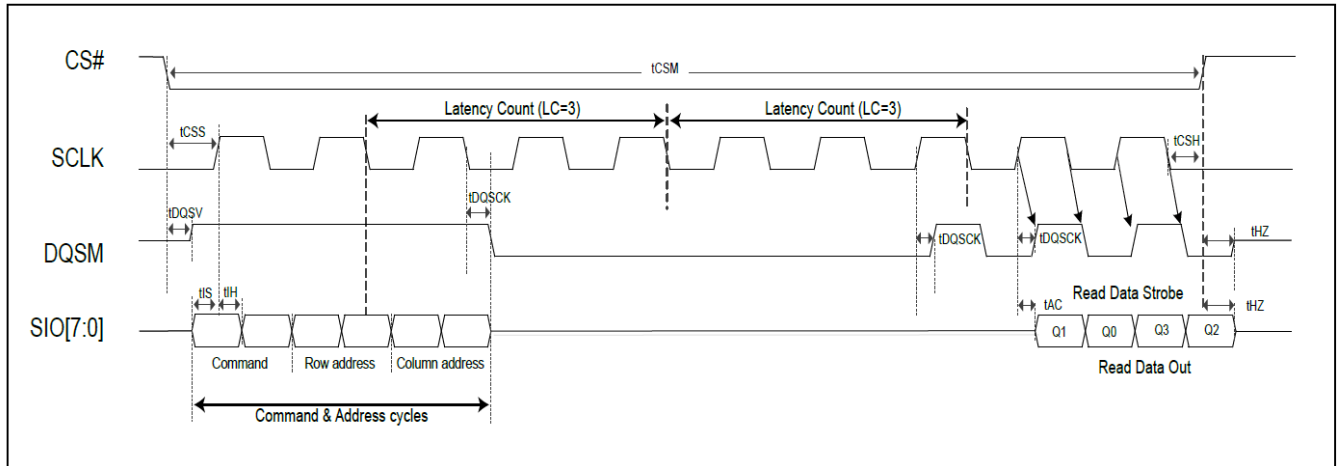 CS#
tCSM
Latency Count (LC=3)
Latency Count (LC=3)
tCSS
SCLK
tCSH
tDQSCK
tDQSV
DQSM
tDQSCK
tDQSCK
tHZ
tIS
tIH
Read Data Strobe
tAC
tHZ
SIO[7:0]
Q1
Q0
Q3
Q2
Command
Row address
Column address
Read Data Out
Command & Address cycles